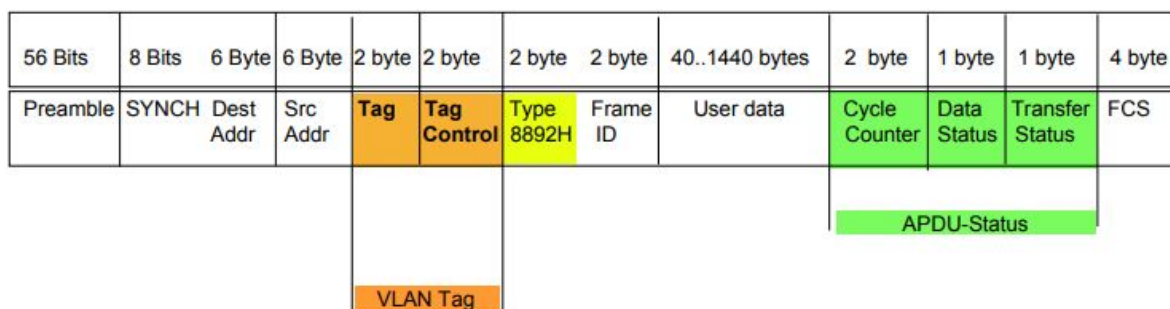 56 Bits 8 Bits 6 Byte 6 Byte 2 byte 2 byte 2 byte 2 byte 40..1440 bytes 2 byte 1 byte 1 byte 4 byte
Preamble SYNCH Dest Src Tag Tag Type Frame User data Cycle Data Transfer FCS
Addr Addr Control 8892H ID Counter Status Status
APDU-Status
VLAN Tag